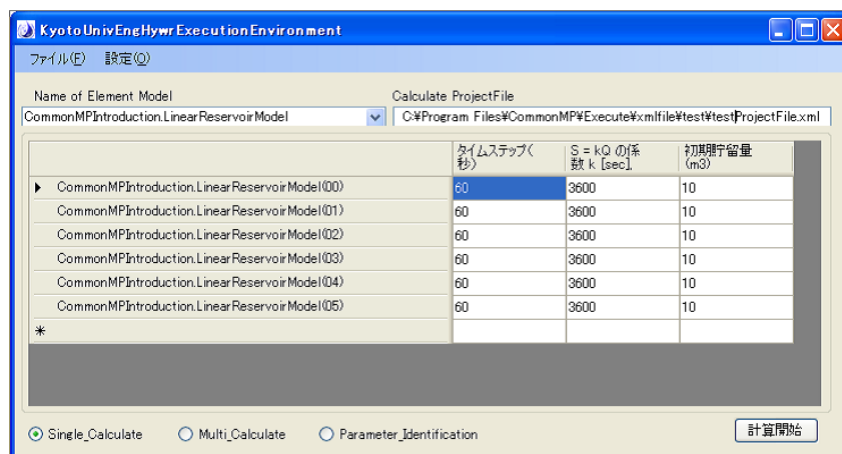 KyotoUnivEngHywrExecutionEnvironment
ファイル(F) 設定(O)
Name of Element Model Calculate ProjectFile
CommonMPIntroduction.LinearReservoirModel C:¥Program Files¥CommonMP¥Execute¥xmlfile¥test¥testProjectFile.xml
タイムステップ(
秒) S = kQ の係
数 k [sec]. 初期貯留量
(m3)
CommonMPIntroduction.LinearReservoirModel(00) 60 3600 10
CommonMPIntroduction.LinearReservoirModel(01) 60 3600 10
CommonMPIntroduction.LinearReservoirModel(02) 60 3600 10
CommonMPIntroduction.LinearReservoirModel(03) 60 3600 10
CommonMPIntroduction.LinearReservoirModel(04) 60 3600 10
CommonMPIntroduction.LinearReservoirModel(05) 60 3600 10
Single_Calculate Multi_Calculate Parameter_Identification 計算開始